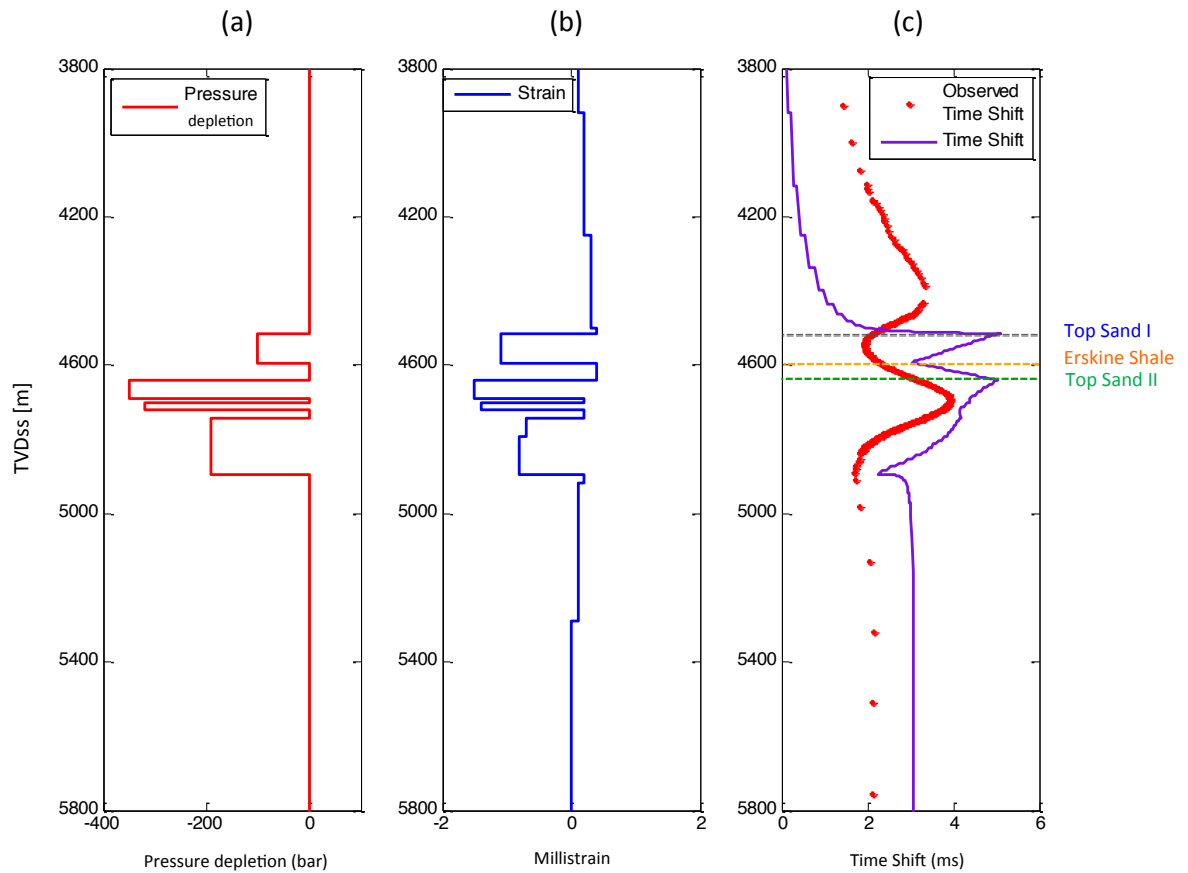 (a)
(b)
(c)
3800
4200
4600
5000
5400
5800
TVDss [m]
Pressure
depletion
-400
-200
0
Pressure depletion (bar)
3800
4200
4600
5000
5400
5800
Strain
-2
0
2
Millistrain
3800
4200
4600
5000
5400
5800
Observed
Time Shift
Time Shift
0
2
4
6
Time Shift (ms)
Top Sand I
Erskine Shale
Top Sand II